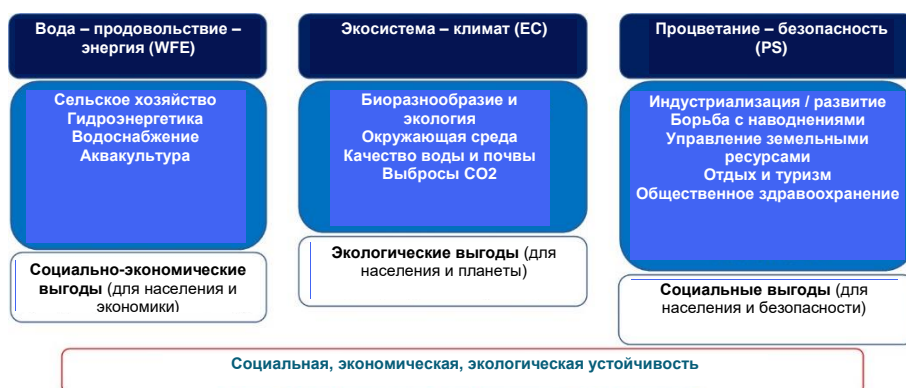 Вода – продовольствие –
энергия (WFE)
Сельское хозяйство
Гидроэнергетика
Водоснабжение
Аквакультура
Социально-экономические
выгоды (для населения и
экономики)
Экосистема – климат (EC)
Биоразнообразие и
экология
Окружающая среда
Качество воды и почвы
Выбросы CO2
Экологические выгоды (для
населения и планеты)
Процветание – безопасность
(PS)
Индустриализация / развитие
Борьба с наводнениями
Управление земельными
ресурсами
Отдых и туризм
Общественное здравоохранение
Социальные выгоды (для
населения и безопасности)
Социальная, экономическая, экологическая устойчивость